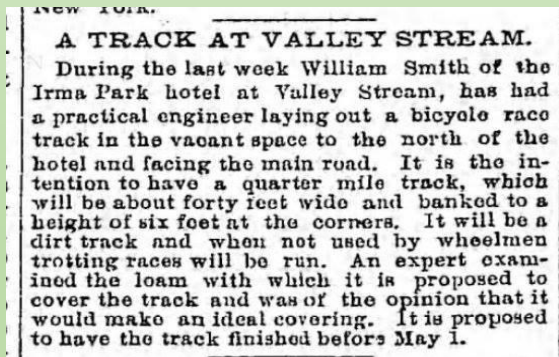 New York.
A TRACK AT VALLEY STREAM.
During the last week William Smith of the
Irma Park hotel at Valley Stream, has had
a practical engineer laying out a bicycle race
track in the vacant space to the north of the
hotel and facing the main road. It is the in-
tention to have a quarter mile track, which
will be about forty feet wide and banked to a
height of six feet at the corners. It will be a
dirt track and when not used by wheelmen
trotting races will be run. An expert exam-
ined the loam with which it is proposed to
cover the track and was of the opinion that it
would make an ideal covering. It is proposed
to have the track finished before May 1.